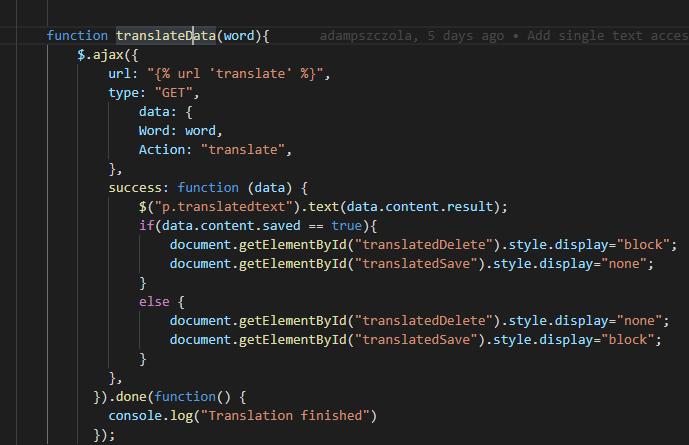 function translateData(word){ adampszczola, 5 days ago • Add single text acces
$.ajax({
url: "{% url 'translate' %}",
type: "GET",
data: {
Word: word,
Action: "translate",
},
success: function (data) {
$("p.translatedtext").text(data.content.result);
if(data.content.saved == true){
document.getElementById("translatedDelete").style.display="block";
document.getElementById("translatedSave").style.display="none";
}
else {
document.getElementById("translatedDelete").style.display="none";
document.getElementById("translatedSave").style.display="block";
}
},
}).done(function() {
console.log("Translation finished")
});